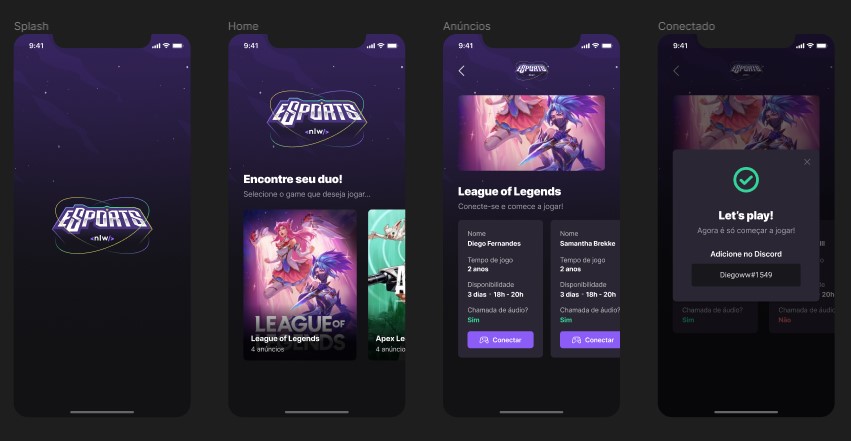 Splash
9:41
ESPORTS
<nlw/>
Home
9:41
ESPORTS
<nlw/>
Encontre seu duo!
Selecione o game que deseja jogar...
LEAGUE OF
LEGENDS
League of Legends
4 anúncios
Apex Le
4 anúncio
Anúncios
9:41
ESPORTS
League of Legends
Conecte-se e comece a jogar!
Nome
Diego Fernandes
Tempo de jogo
2 anos
Disponibilidade
3 dias · 18h - 20h
Chamada de áudio?
Sim
Conectar
Nome
Samantha Brekke
Tempo de jogo
2 anos
Disponibilidade
3 dias · 18h - 20h
Chamada de áudio?
Sim
Conectar
Conectado
9:41
ESPORTS
Let's play!
Agora é só começar a jogar!
Adicione no Discord
Diegoww#1549
Chamada de áudio?
Sim
Chamada de áudio?
Não